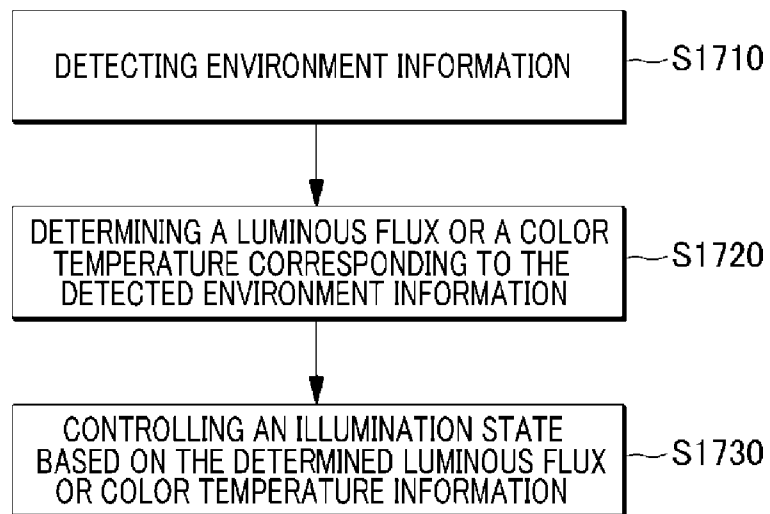 DETECTING ENVIRONMENT INFORMATION
S1710
DETERMINING A LUMINOUS FLUX OR A COLOR
TEMPERATURE CORRESPONDING TO THE
DETECTED ENVIRONMENT INFORMATION
S1720
CONTROLLING AN ILLUMINATION STATE
BASED ON THE DETERMINED LUMINOUS FLUX
OR COLOR TEMPERATURE INFORMATION
S1730